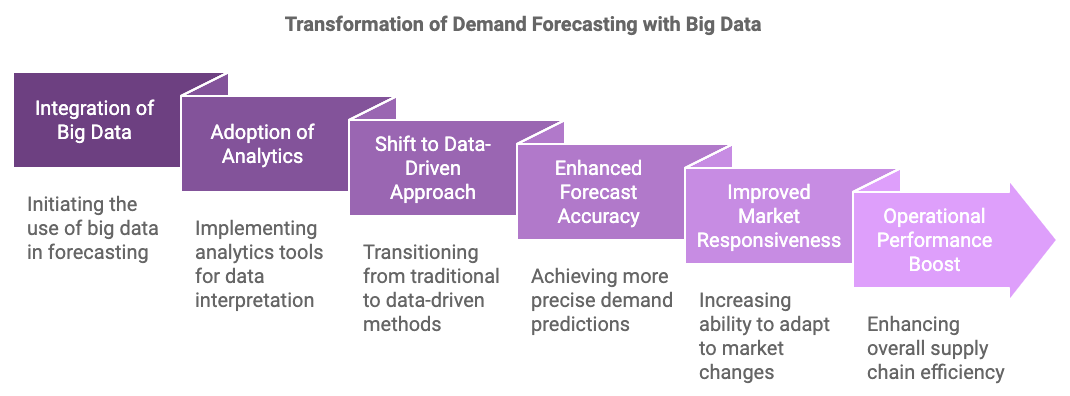 Transformation of Demand Forecasting with Big Data
Integration of
Big Data
Initiating the
use of big data
in forecasting
Adoption of
Analytics
Implementing
analytics tools
for data
interpretation
Shift to Data-
Driven
Approach
Transitioning
from traditional
to data-driven
methods
Enhanced
Forecast
Accuracy
Achieving more
precise demand
predictions
Improved
Market
Responsiveness
Increasing
ability to adapt
to market
changes
Operational
Performance
Boost
Enhancing
overall supply
chain efficiency